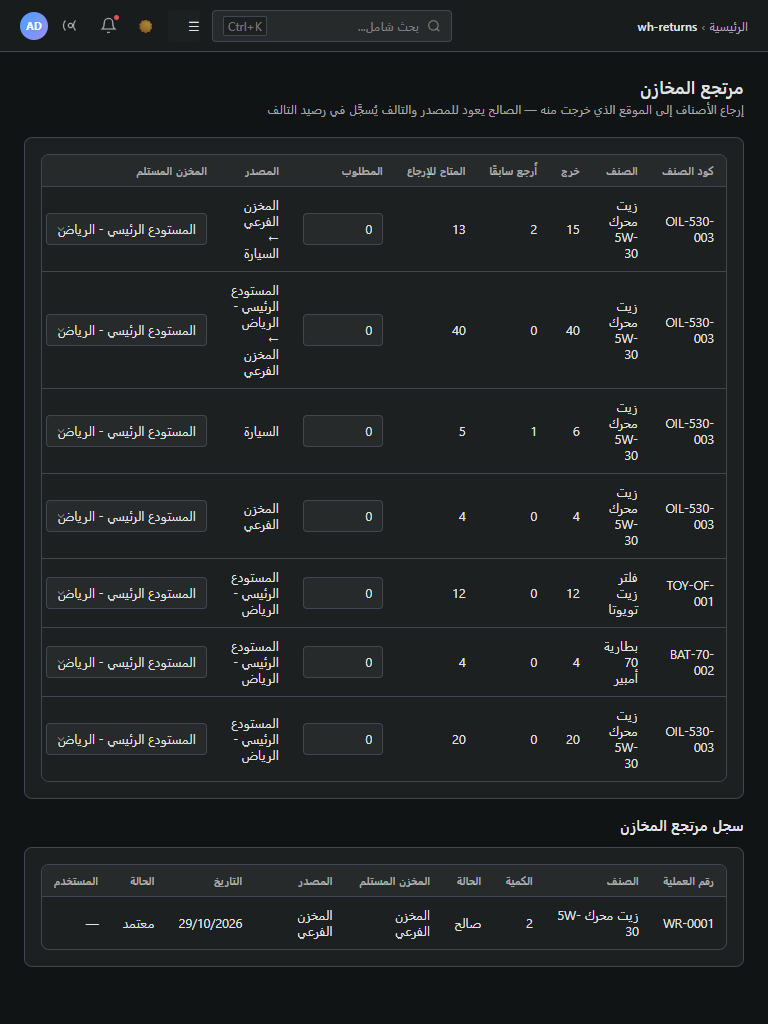 الرئيسية › wh-returns
بحث شامل... Ctrl+K
AD
مرتجع المخازن
إرجاع الأصناف إلى الموقع الذي خرجت منه — الصالح يعود للمصدر والتالف يُسجَّل في رصيد التالف
كود الصنف الصنف خرج أُرجع سابقًا المتاح للإرجاع المطلوب المصدر المخزن المستلم
OIL-530-003 زيت محرك 5W-30 15 2 13 0 المخزن الفرعي ← السيارة المستودع الرئيسي - الرياض
OIL-530-003 زيت محرك 5W-30 40 0 40 0 المستودع الرئيسي - الرياض ← المخزن الفرعي المستودع الرئيسي - الرياض
OIL-530-003 زيت محرك 5W-30 6 1 5 0 السيارة المستودع الرئيسي - الرياض
OIL-530-003 زيت محرك 5W-30 4 0 4 0 المخزن الفرعي المستودع الرئيسي - الرياض
TOY-OF-001 فلتر زيت تويوتا 12 0 12 0 المستودع الرئيسي - الرياض المستودع الرئيسي - الرياض
BAT-70-002 بطارية 70 أمبير 4 0 4 0 المستودع الرئيسي - الرياض المستودع الرئيسي - الرياض
OIL-530-003 زيت محرك 5W-30 20 0 20 0 المستودع الرئيسي - الرياض المستودع الرئيسي - الرياض
سجل مرتجع المخازن
رقم العملية الصنف الكمية الحالة المخزن المستلم المصدر التاريخ الحالة المستخدم
WR-0001 زيت محرك 5W-30 2 صالح المخزن الفرعي المخزن الفرعي 29/10/2026 معتمد —